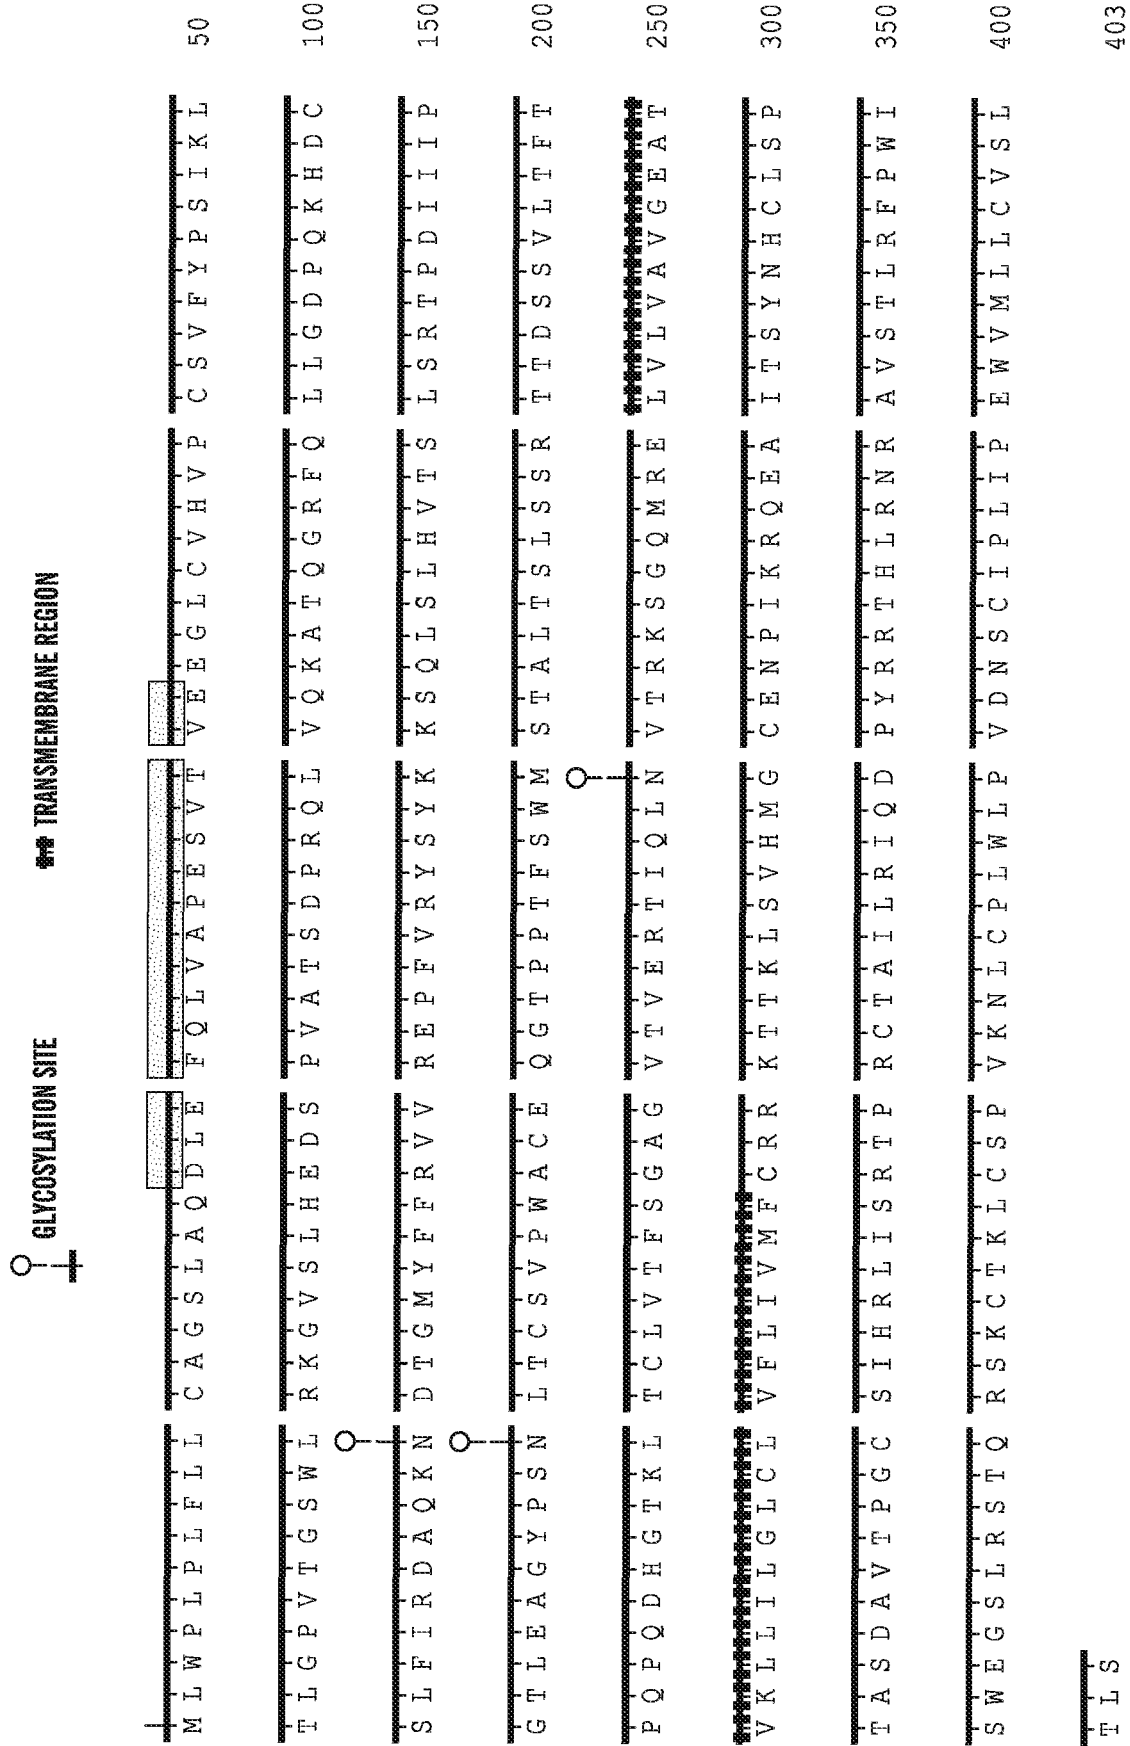 GLYCOSYLATION SITE TRANSMEMBRANE REGION
M L W P L P L F L L C A G S L A Q D L E F Q L V A P E S V T V E E G L C V H V P C S V F Y P S I K L 50
T L G P V T G S W L R K G V S L H E D S P V A T S D P R Q L V Q K A T Q G R F Q L L G D P Q K H D C 100
S L F I R D A Q K N D T G M Y F F R V V R E P F V R Y S Y K K S Q L S L H V T S L S R T P D I I I P 150
G T L E A G Y P S N L T C S V P W A C E Q G T P P T F S W M S T A L T S L S S R T T D S S V L T F T 200
P Q P Q D H G T K L T C L V T F S G A G V T V E R T I Q L N V T R K S G Q M R E L V L V A V G E A T 250
V K L L I L G L C L V F L I V M F C R R K T T K L S V H M G C E N P I K R Q E A I T S Y N H C L S P 300
T A S D A V T P G C S I H R L I S R T P R C T A I L R I Q D P Y R R T H L R N R A V S T L R F P W I 350
S W E G S L R S T Q R S K C T K L C S P V K N L C P L W L P V D N S C I P L I P E W V M L L C V S L 400
T L S 403